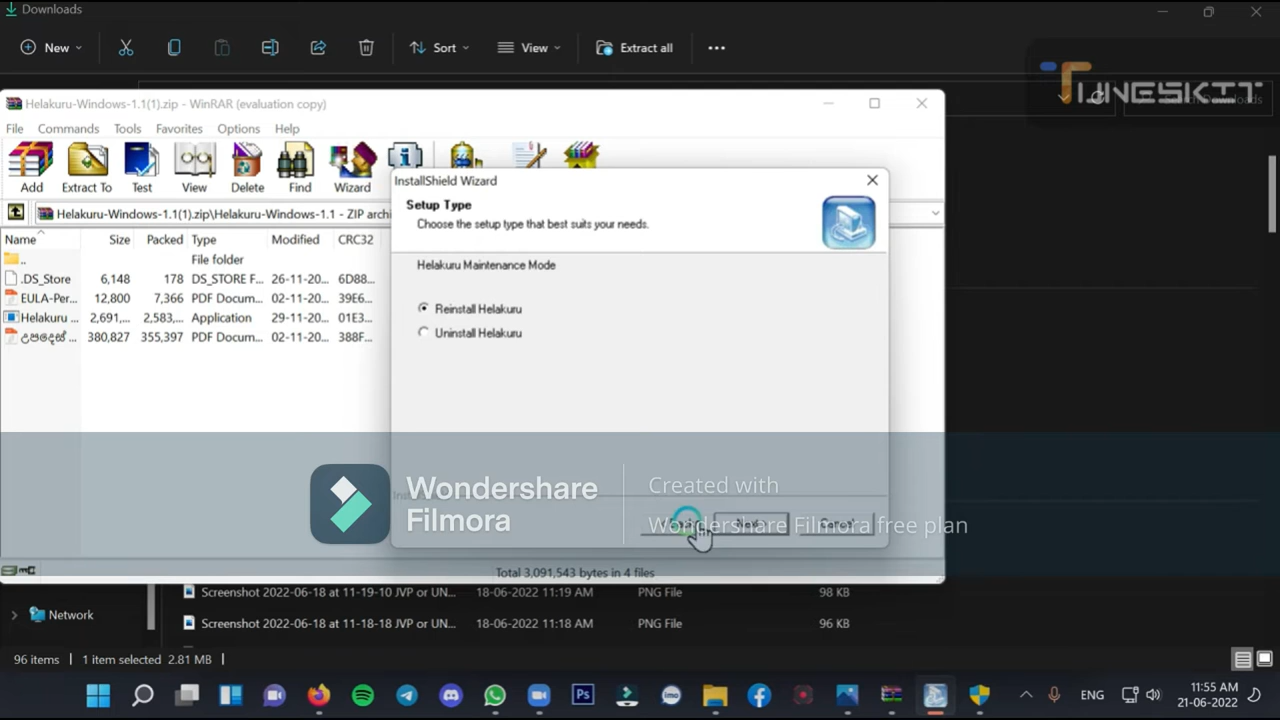 Downloads
New
Sort
View
Extract all
TUNESKIT
Downloads
Helakuru-Windows-1.1(1).zip - WinRAR (evaluation copy)
File Commands Tools Favorites Options Help
Add Extract To Test View Delete Find Wizard
Helakuru-Windows-1.1(1).zip\Helakuru-Windows-1.1 - ZIP archi
Name Size Packed Type Modified CRC32
.. File folder
.DS_Store 6,148 178 DS_STORE F... 26-11-20... 6D88...
EULA-Per... 12,800 7,366 PDF Docum... 02-11-20... 39E6...
Helakuru ... 2,691,... 2,583,... Application 29-11-20... 01E3...
උපදෙස් ... 380,827 355,397 PDF Docum... 02-11-20... 388F...
InstallShield Wizard
Setup Type
Choose the setup type that best suits your needs.
Helakuru Maintenance Mode
Reinstall Helakuru
Uninstall Helakuru
Cancel
Wondershare
Filmora
Created with
Wondershare Filmora free plan
Total 3,091,543 bytes in 4 files
Network
Screenshot 2022-06-18 at 11-19-10 JVP or UN... 18-06-2022 11:19 AM PNG File 98 KB
Screenshot 2022-06-18 at 11-18-18 JVP or UN... 18-06-2022 11:18 AM PNG File 96 KB
96 items 1 item selected 2.81 MB
Ps
imo
ENG
11:55 AM
21-06-2022